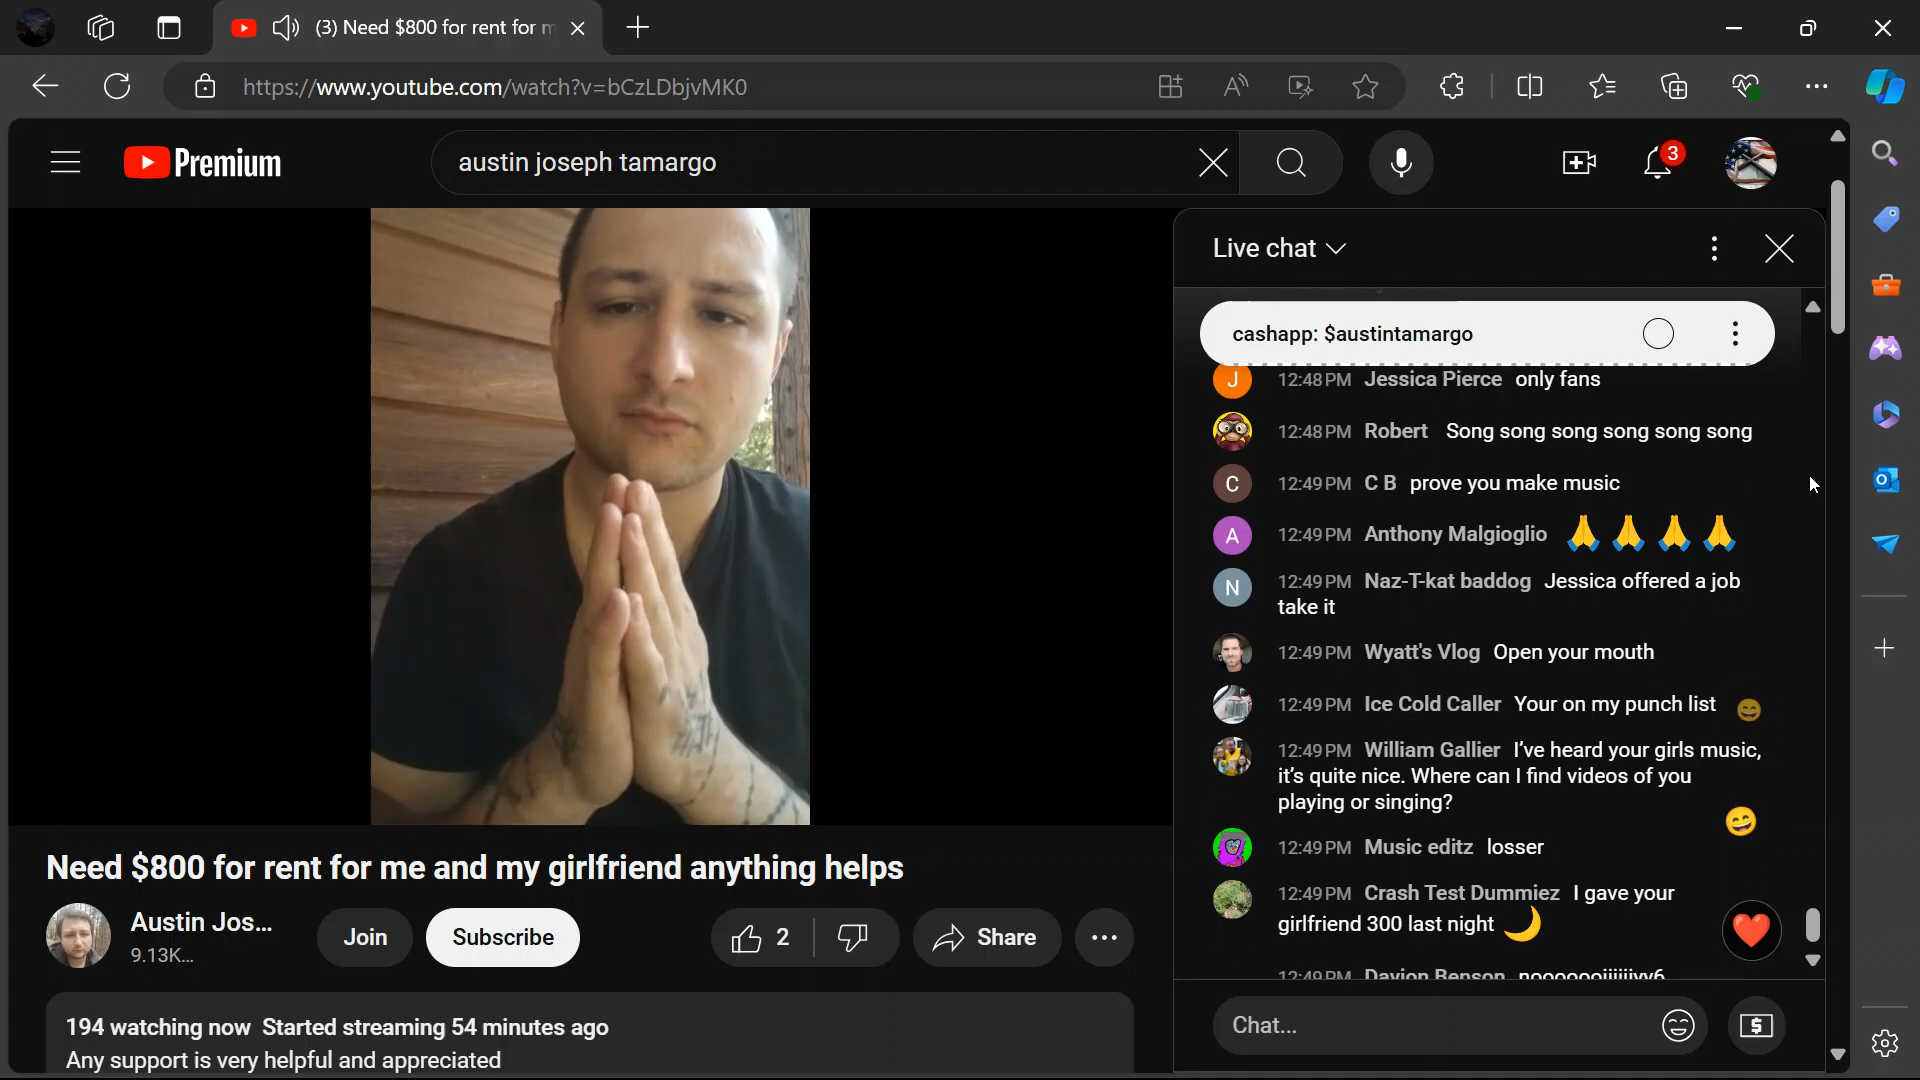 (3) Need $800 for rent for m
https://www.youtube.com/watch?v=bCzLDbjvMK0
Premium
austin joseph tamargo
3
Live chat
cashapp: $austintamargo
J 12:48 PM Jessica Pierce only fans
12:48 PM Robert Song song song song song song
C 12:49 PM C B prove you make music
A 12:49 PM Anthony Malgioglio 🙏🙏🙏🙏
N 12:49 PM Naz-T-kat baddog Jessica offered a job
take it
12:49 PM Wyatt's Vlog Open your mouth
12:49 PM Ice Cold Caller Your on my punch list
12:49 PM William Gallier I've heard your girls music,
it's quite nice. Where can I find videos of you
playing or singing?
12:49 PM Music editz losser
12:49 PM Crash Test Dummiez I gave your
girlfriend 300 last night 🌙
12:49 PM Davion Benson
Chat...
Need $800 for rent for me and my girlfriend anything helps
Austin Jos...
9.13K...
Join
Subscribe
2
Share
194 watching now Started streaming 54 minutes ago
Any support is very helpful and appreciated